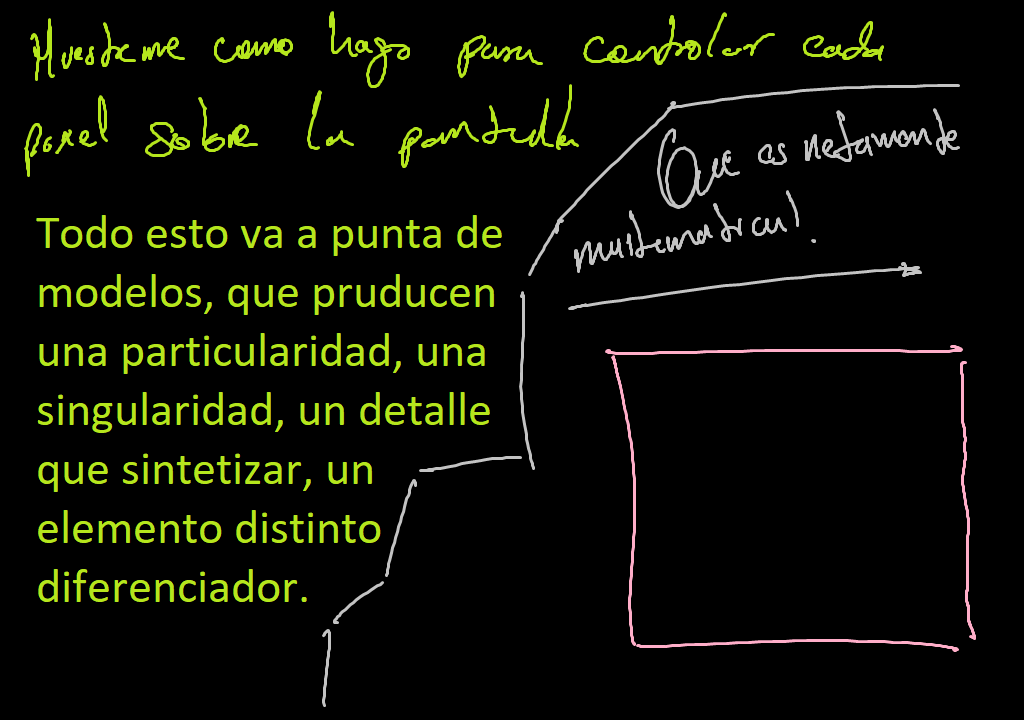 Muestreme como hago para controlar cada
pixel sobre la pantalla
Que es netamente
matematical.
Todo esto va a punta de
modelos, que pruducen
una particularidad, una
singularidad, un detalle
que sintetizar, un
elemento distinto
diferenciador.